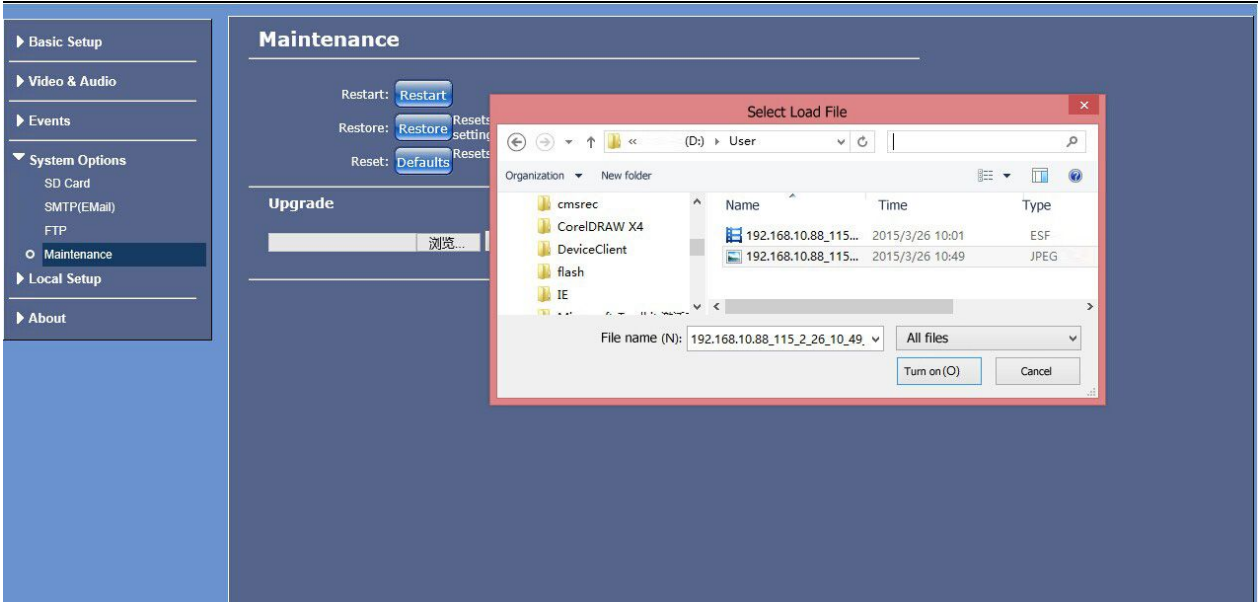 Basic Setup
Video & Audio
Events
System Options
SD Card
SMTP(EMail)
FTP
Maintenance
Local Setup
About
Maintenance
Restart: Restart
Restore: Restore Resets
setting
Reset: Defaults Resets
Upgrade
浏览...
Select Load File
« (D:) User
Organization New folder
cmsrec
CorelDRAW X4
DeviceClient
flash
IE
Name Time Type
192.168.10.88_115... 2015/3/26 10:01 ESF
192.168.10.88_115... 2015/3/26 10:49 JPEG
File name (N): 192.168.10.88_115_2_26_10_49_ All files
Turn on(O) Cancel